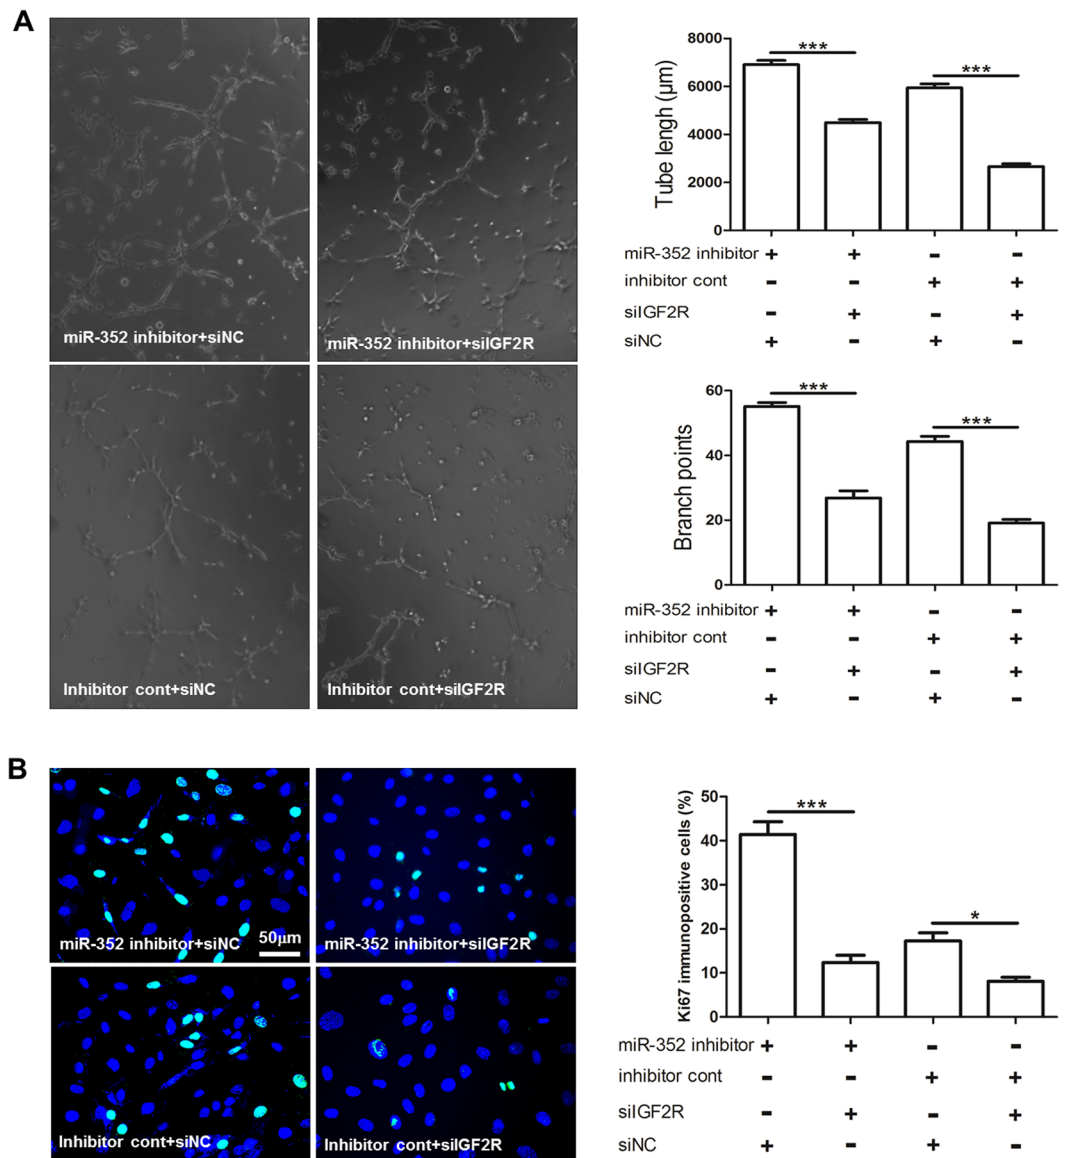 A
miR-352 inhibitor+siNC
miR-352 inhibitor+siIGF2R
Inhibitor cont+siNC
Inhibitor cont+siIGF2R
Tube lengh (μm)
8000
6000
4000
2000
0
***
***
miR-352 inhibitor + + - -
inhibitor cont - - + +
siIGF2R - + - +
siNC + - + -
Branch points
60
40
20
0
***
***
miR-352 inhibitor + + - -
inhibitor cont - - + +
siIGF2R - + - +
siNC + - + -
B
miR-352 inhibitor+siNC
50μm
miR-352 inhibitor+siIGF2R
Inhibitor cont+siNC
Inhibitor cont+siIGF2R
Ki67 immunopositive cells (%)
50
40
30
20
10
0
***
*
miR-352 inhibitor + + - -
inhibitor cont - - + +
siIGF2R - + - +
siNC + - + -